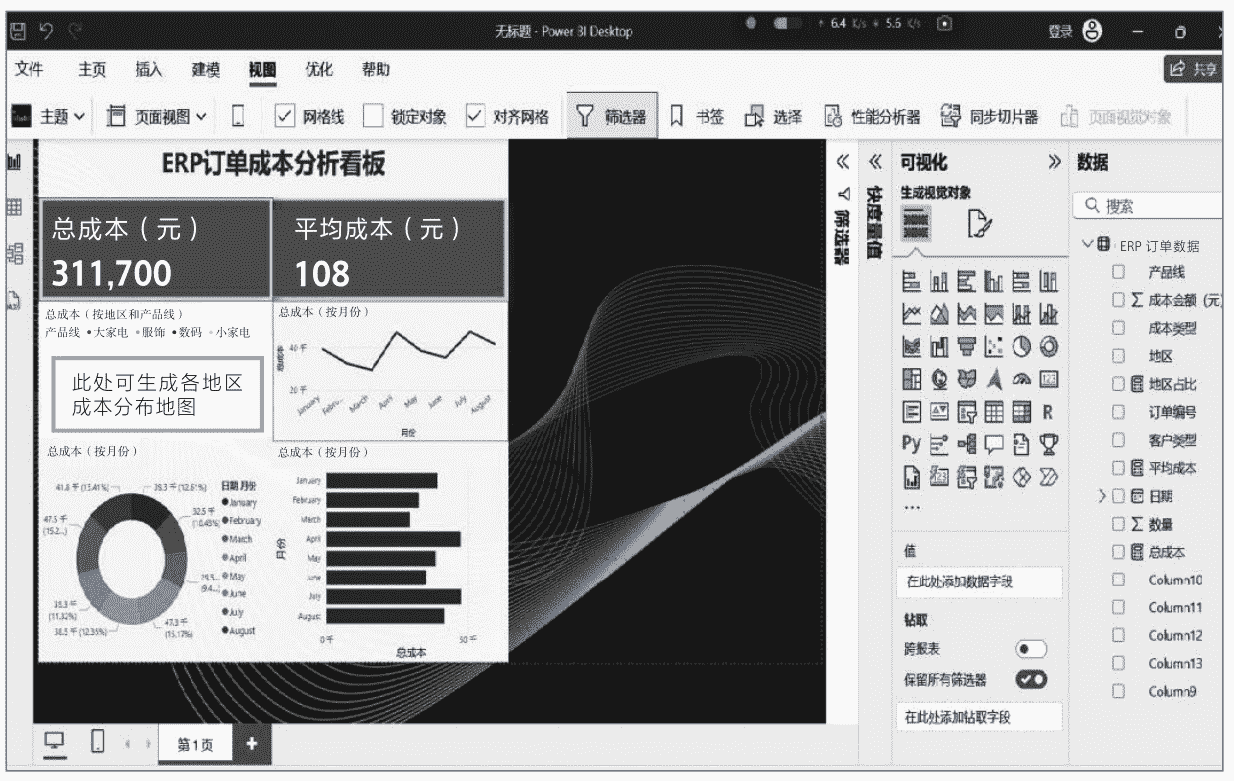 无标题 - Power BI Desktop
6.4 K/s
5.6 K/s
登录
文件 主页 插入 建模 视图 优化 帮助
共享
主题 页面视图 网格线 锁定对象 对齐网格 筛选器 书签 选择 性能分析器 同步切片器 页面视觉对象
ERP订单成本分析看板
总成本（元）
311,700
平均成本（元）
108
总成本（按地区和产品线）
产品线 大家电 服饰 数码 小家电
此处可生成各地区
成本分布地图
总成本（按月份）
总成本
40 千
20 千
January
Febru...
March
April
May
June
July
August
月份
总成本（按月份）
41.8 千 (13.41%)
39.3 千 (12.61%)
32.5 千
(10.43%)
(9.4...)
47.3 千
(15.17%)
38.5 千 (12.35%)
35.3 千
(11.32%)
47.5 千
(15.2...)
日期 月份
January
February
March
April
May
June
July
August
总成本（按月份）
月份
January
February
March
April
May
June
July
August
0 千
50 千
总成本
筛选器
快度量值
可视化
生成视觉对象
R
Py
123
...
值
在此处添加数据字段
钻取
跨报表
保留所有筛选器
在此处添加钻取字段
数据
搜索
ERP 订单数据
产品线
∑ 成本金额（元）
成本类型
地区
地区占比
订单编号
客户类型
平均成本
日期
∑ 数量
总成本
Column10
Column11
Column12
Column13
Column9
第1页
+